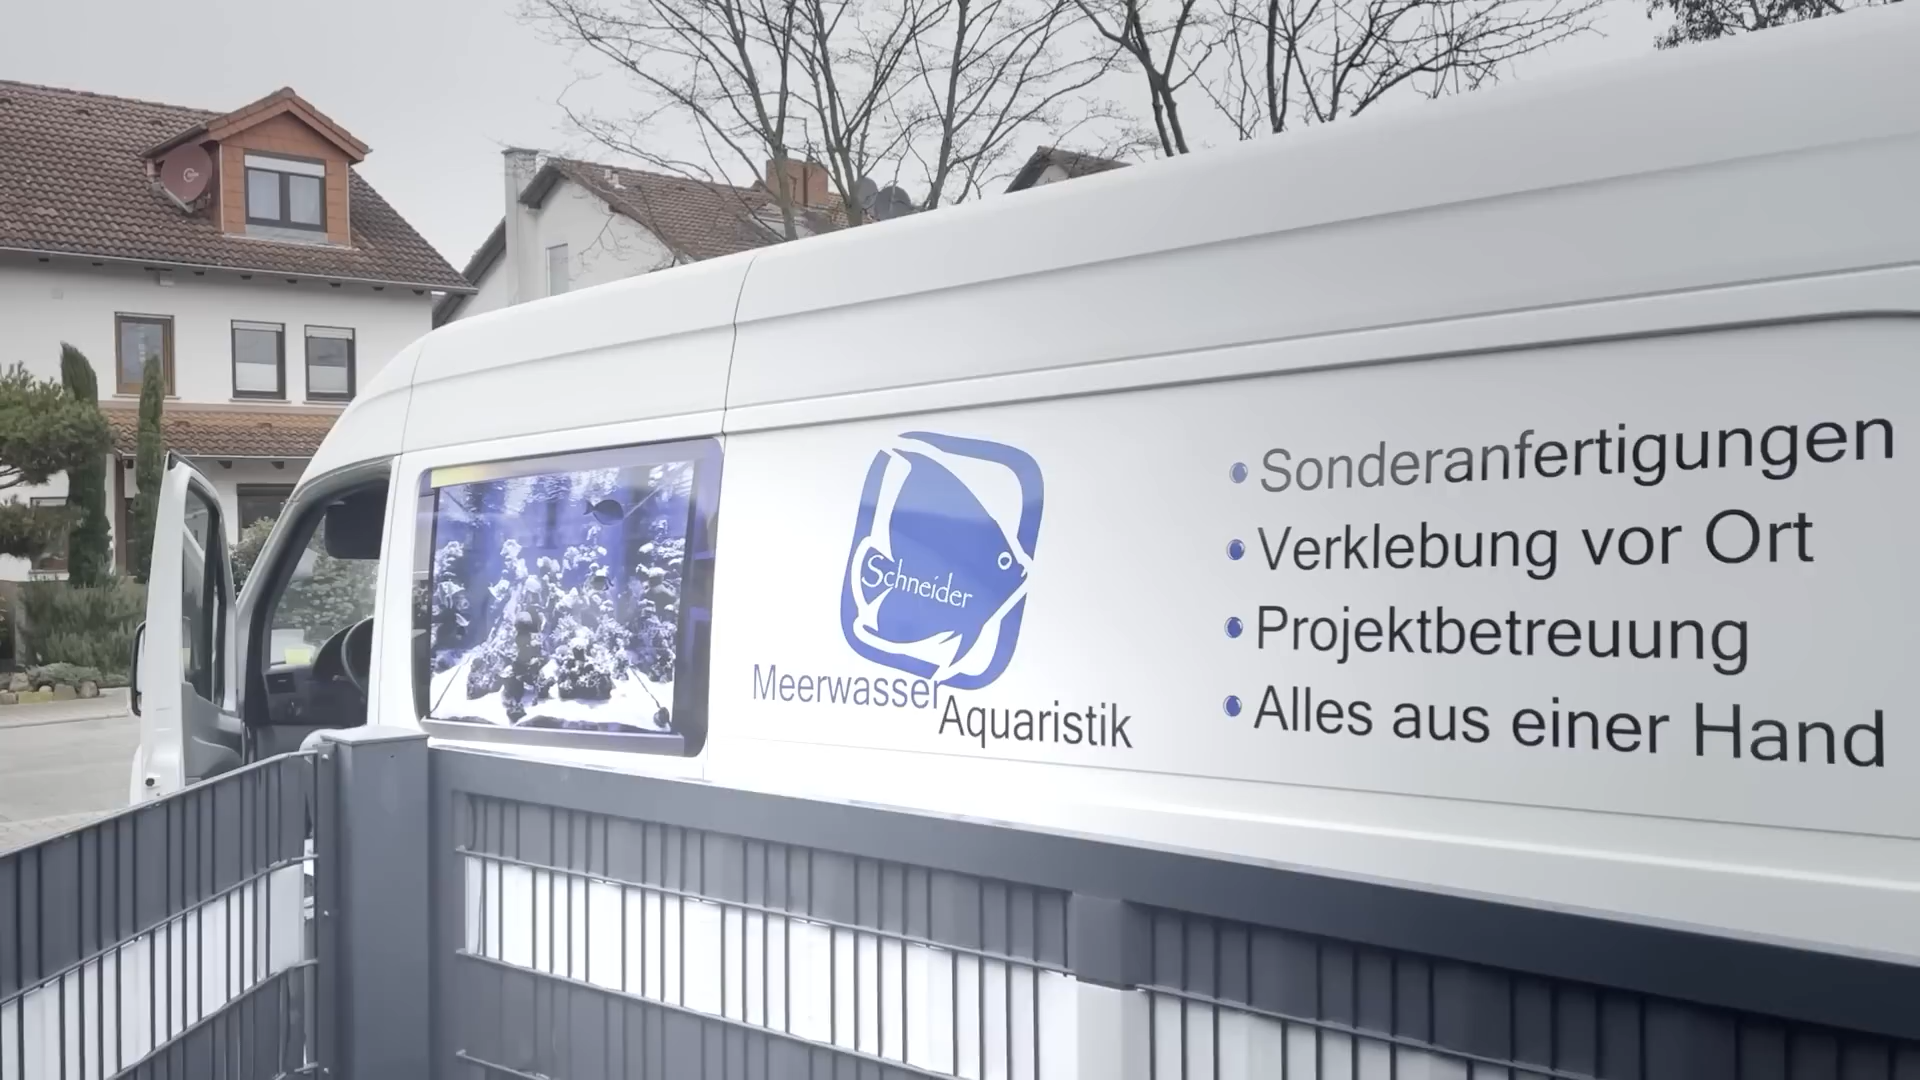 Schneider
Meerwasser
Aquaristik
Sonderanfertigungen
Verklebung vor Ort
Projektbetreuung
Alles aus einer Hand